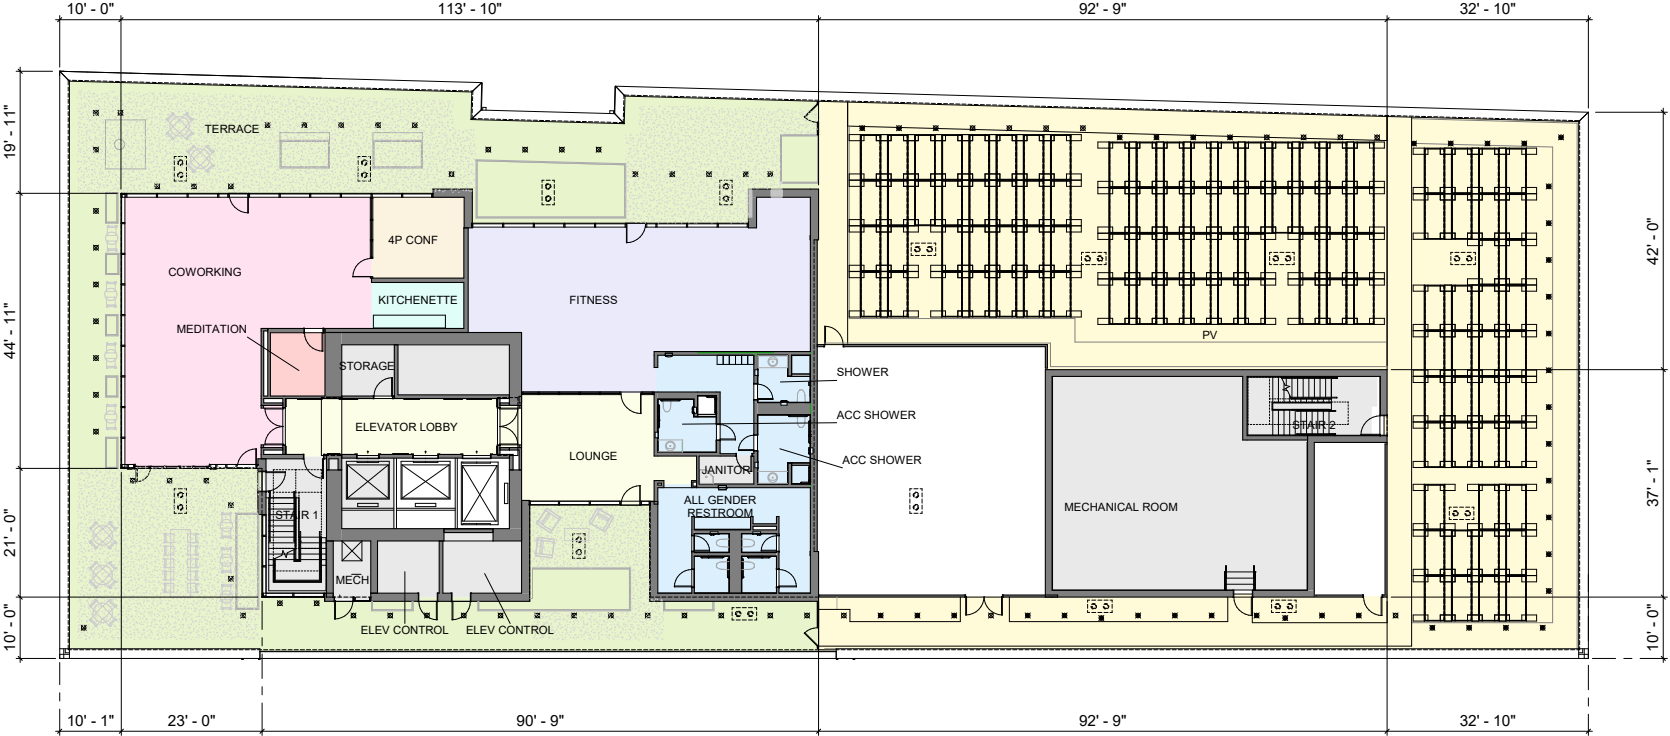 10' - 0"
113' - 10"
92' - 9"
32' - 10"
19' - 11"
44' - 11"
21' - 0"
10' - 0"
42' - 0"
37' - 1"
10' - 0"
TERRACE
4P CONF
COWORKING
KITCHENETTE
FITNESS
MEDITATION
PV
STORAGE
SHOWER
ACC SHOWER
ELEVATOR LOBBY
STAIR 2
LOUNGE
ACC SHOWER
JANITOR
ALL GENDER
RESTROOM
MECHANICAL ROOM
STAIR 1
MECH
ELEV CONTROL
ELEV CONTROL
10' - 1"
23' - 0"
90' - 9"
92' - 9"
32' - 10"